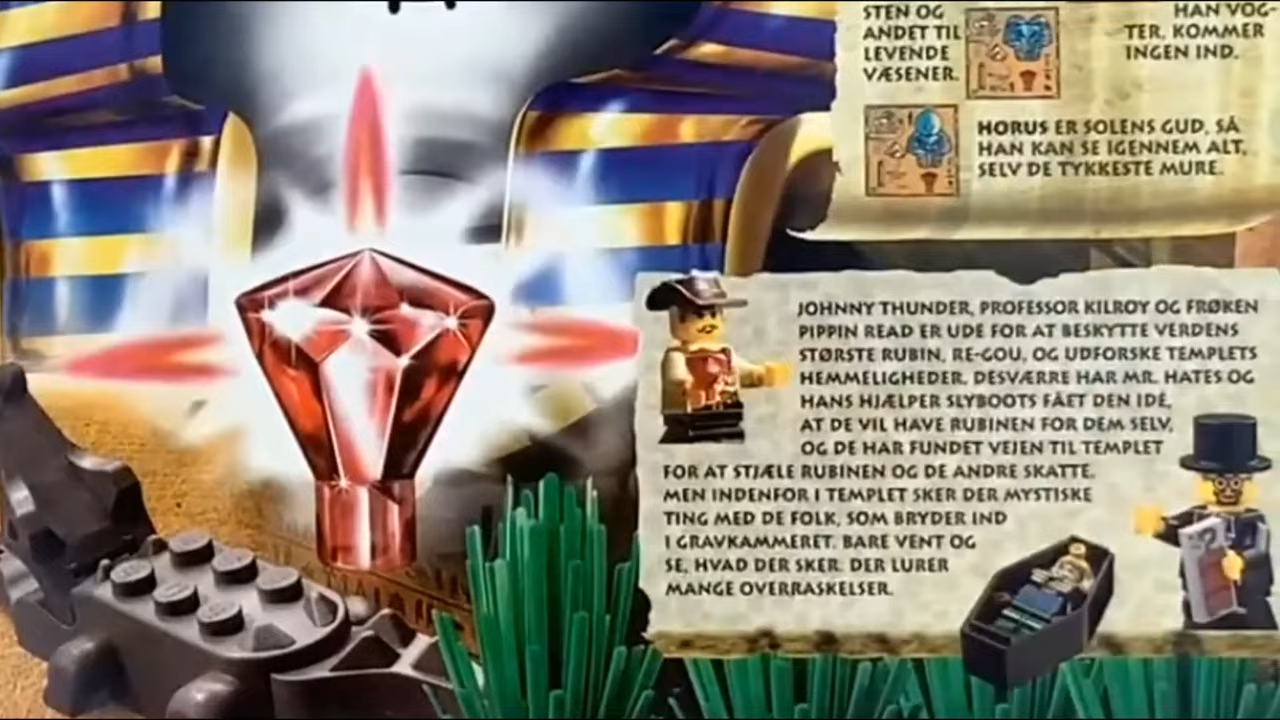 STEN OG
ANDET TIL
LEVENDE
VÆSENER.
HAN VOG-
TER, KOMMER
INGEN IND.
HORUS ER SOLENS GUD, SÅ
HAN KAN SE IGENNEM ALT,
SELV DE TYKKESTE MURE.
JOHNNY THUNDER, PROFESSOR KILROY OG FRØKEN
PIPPIN READ ER UDE FOR AT BESKYTTE VERDENS
STØRSTE RUBIN, RE-GOU, OG UDFORSKE TEMPLETS
HEMMELIGHEDER. DESVÆRRE HAR MR. HATES OG
HANS HJÆLPER SLYBOOTS FÅET DEN IDÉ,
AT DE VIL HAVE RUBINEN FOR DEM SELV,
OG DE HAR FUNDET VEJEN TIL TEMPLET
FOR AT STJÆLE RUBINEN OG DE ANDRE SKATTE.
MEN INDENFOR I TEMPLET SKER DER MYSTISKE
TING MED DE FOLK, SOM BRYDER IND
I GRAVKAMMERET. BARE VENT OG
SE, HVAD DER SKER. DER LURER
MANGE OVERRASKELSER.